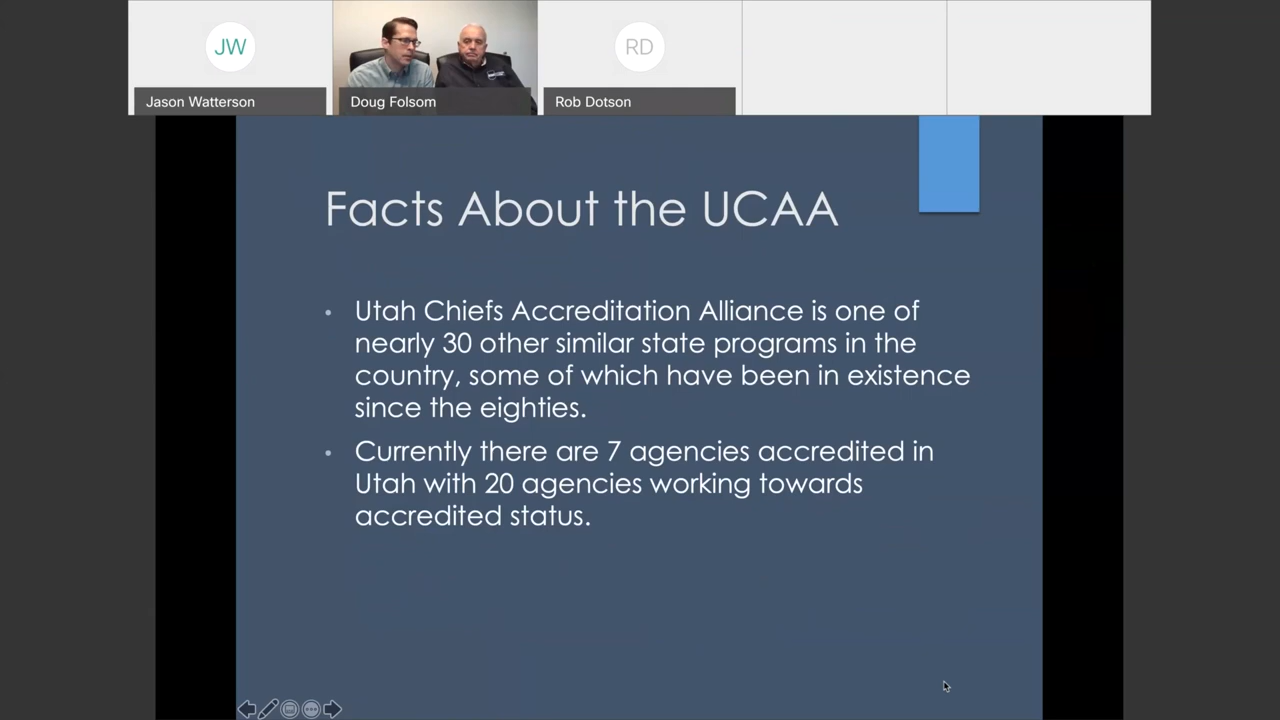 JW
RD
Jason Watterson
Doug Folsom
Rob Dotson
Facts About the UCAA
• Utah Chiefs Accreditation Alliance is one of
nearly 30 other similar state programs in the
country, some of which have been in existence
since the eighties.
• Currently there are 7 agencies accredited in
Utah with 20 agencies working towards
accredited status.